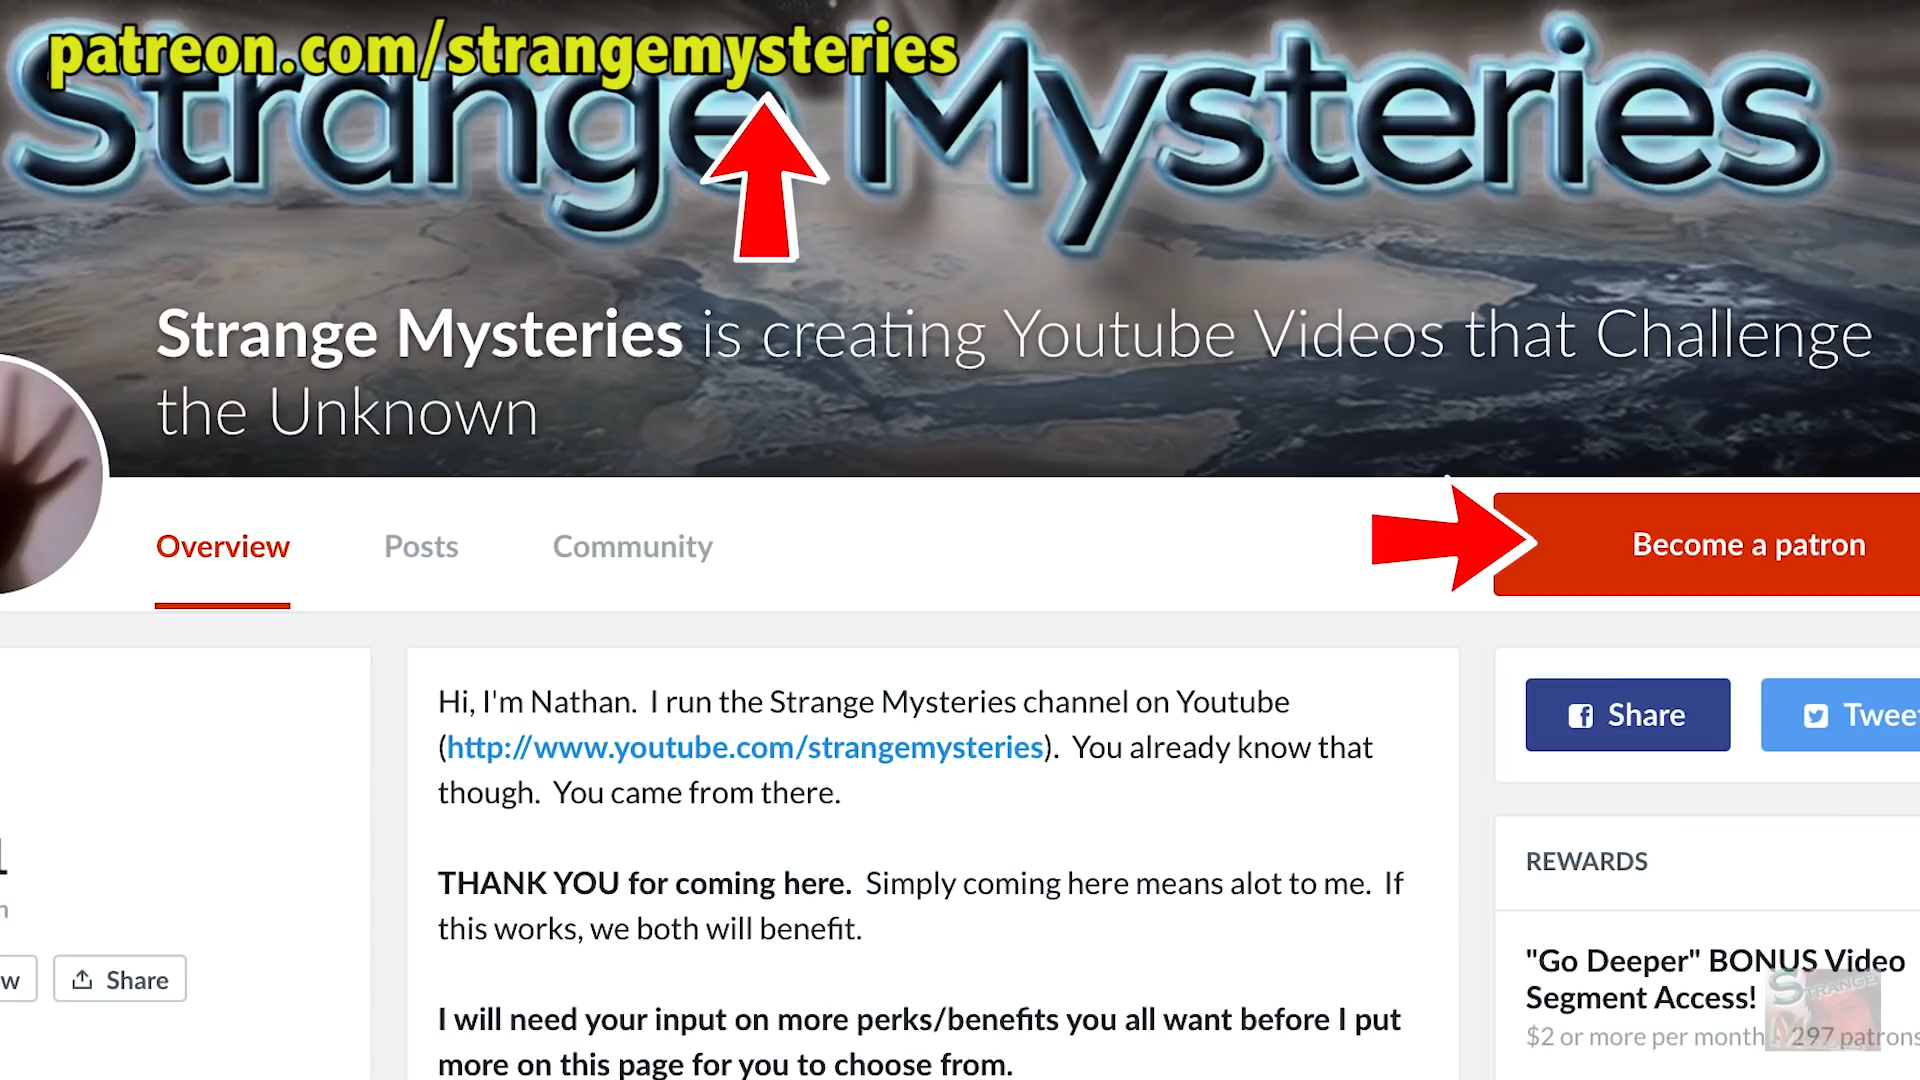 patreon.com/strangemysteries
Strange Mysteries
Strange Mysteries is creating Youtube Videos that Challenge
the Unknown
Overview
Posts
Community
Become a patron
Hi, I'm Nathan. I run the Strange Mysteries channel on Youtube
(http://www.youtube.com/strangemysteries). You already know that
though. You came from there.
THANK YOU for coming here. Simply coming here means alot to me. If
this works, we both will benefit.
I will need your input on more perks/benefits you all want before I put
more on this page for you to choose from.
Share
Share
REWARDS
"Go Deeper" BONUS Video
Segment Access!
$2 or more per month
297 patrons
STRANGE